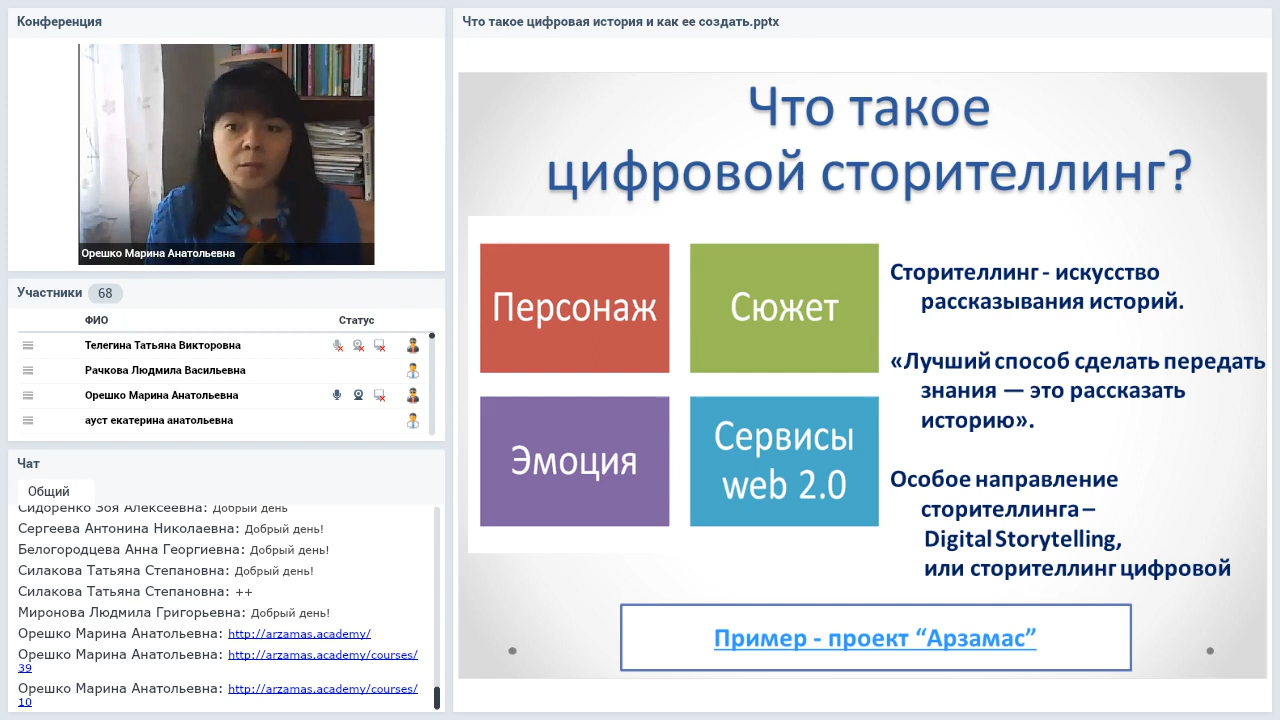 Конференция
Орешко Марина Анатольевна
Участники 68
ФИО Статус
Телегина Татьяна Викторовна
Рачкова Людмила Васильевна
Орешко Марина Анатольевна
ауст екатерина анатольевна
Чат
Общий
Сидоренко Зоя Алексеевна: Добрый день
Сергеева Антонина Николаевна: Добрый день!
Белогородцева Анна Георгиевна: Добрый день!
Силакова Татьяна Степановна: Добрый день!
Силакова Татьяна Степановна: ++
Миронова Людмила Григорьевна: Добрый день!
Орешко Марина Анатольевна: http://arzamas.academy/
Орешко Марина Анатольевна: http://arzamas.academy/courses/
39
Орешко Марина Анатольевна: http://arzamas.academy/courses/
10
Что такое цифровая история и как ее создать.pptx
Что такое
цифровой сторителлинг?
Персонаж
Сюжет
Эмоция
Сервисы
web 2.0
Сторителлинг - искусство
рассказывания историй.
«Лучший способ сделать передать
знания — это рассказать
историю».
Особое направление
сторителлинга –
Digital Storytelling,
или сторителлинг цифровой
Пример - проект “Арзамас”